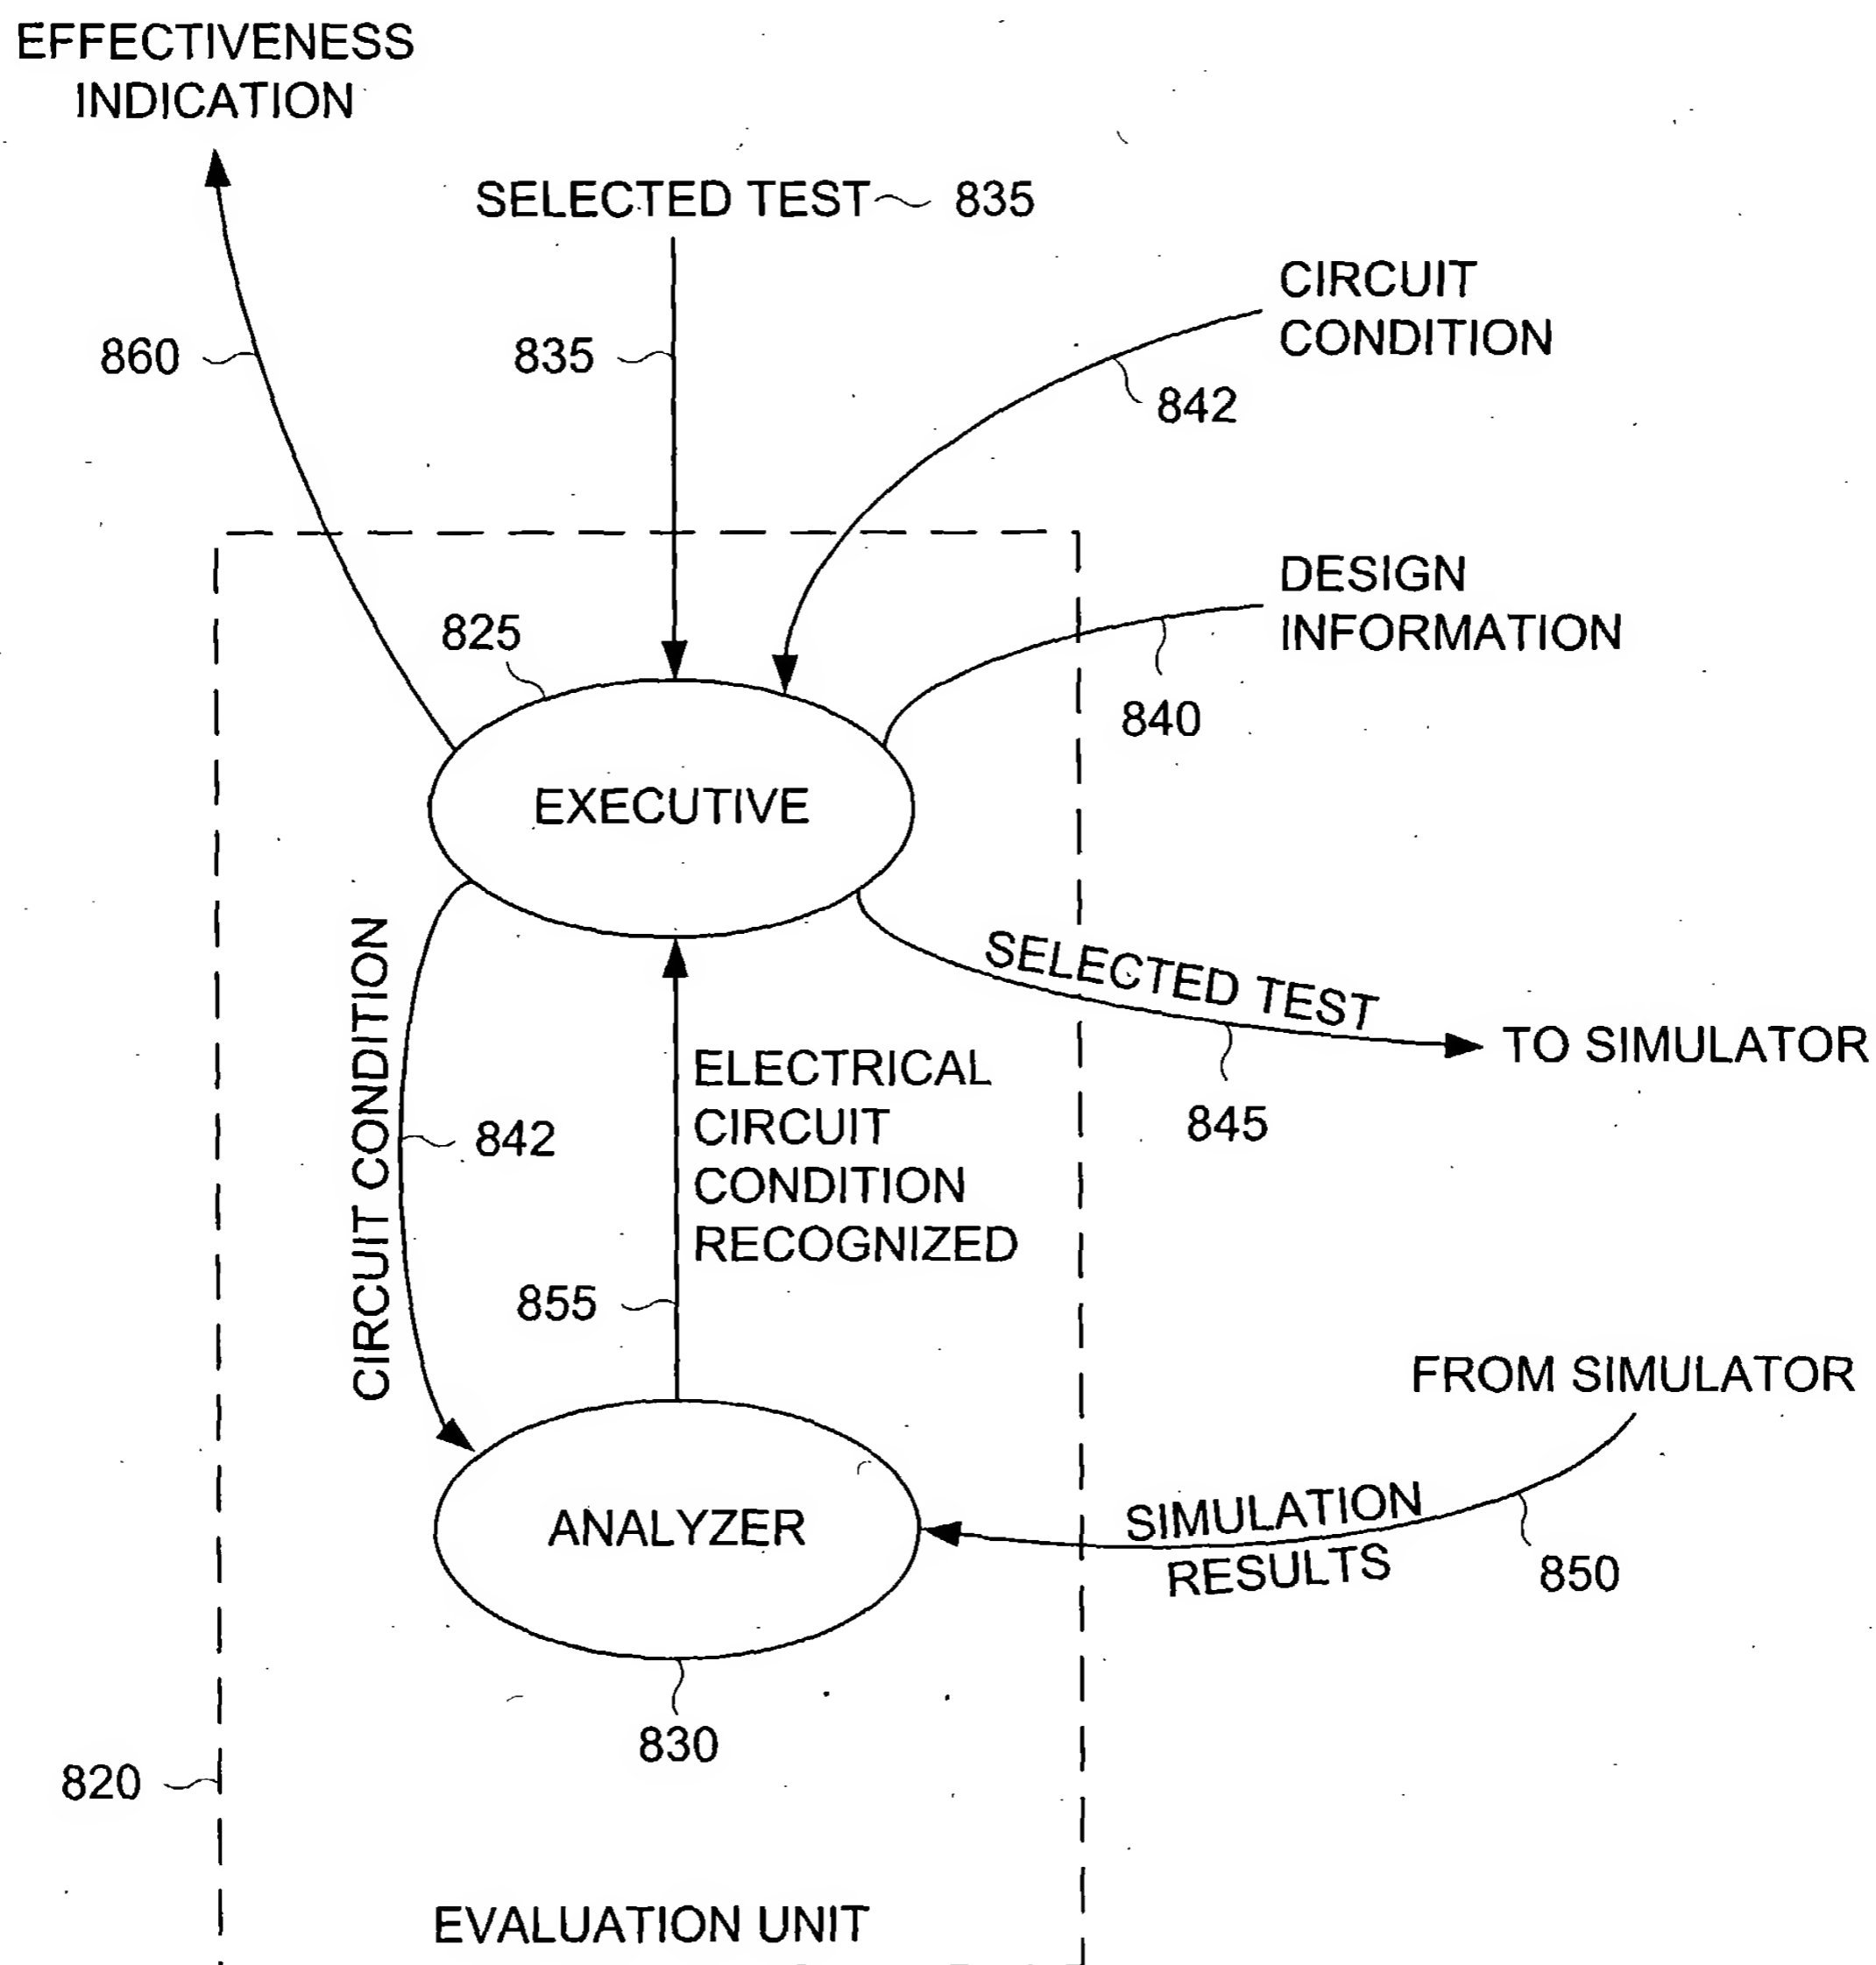 EFFECTIVENESS
INDICATION
SELECTED TEST 835
CIRCUIT
CONDITION
860
835
842
DESIGN
INFORMATION
825
840
EXECUTIVE
SELECTED TEST
TO SIMULATOR
CIRCUIT CONDITION
ELECTRICAL
CIRCUIT
CONDITION
RECOGNIZED
842
845
855
FROM SIMULATOR
ANALYZER
SIMULATION
RESULTS
850
830
820
EVALUATION UNIT